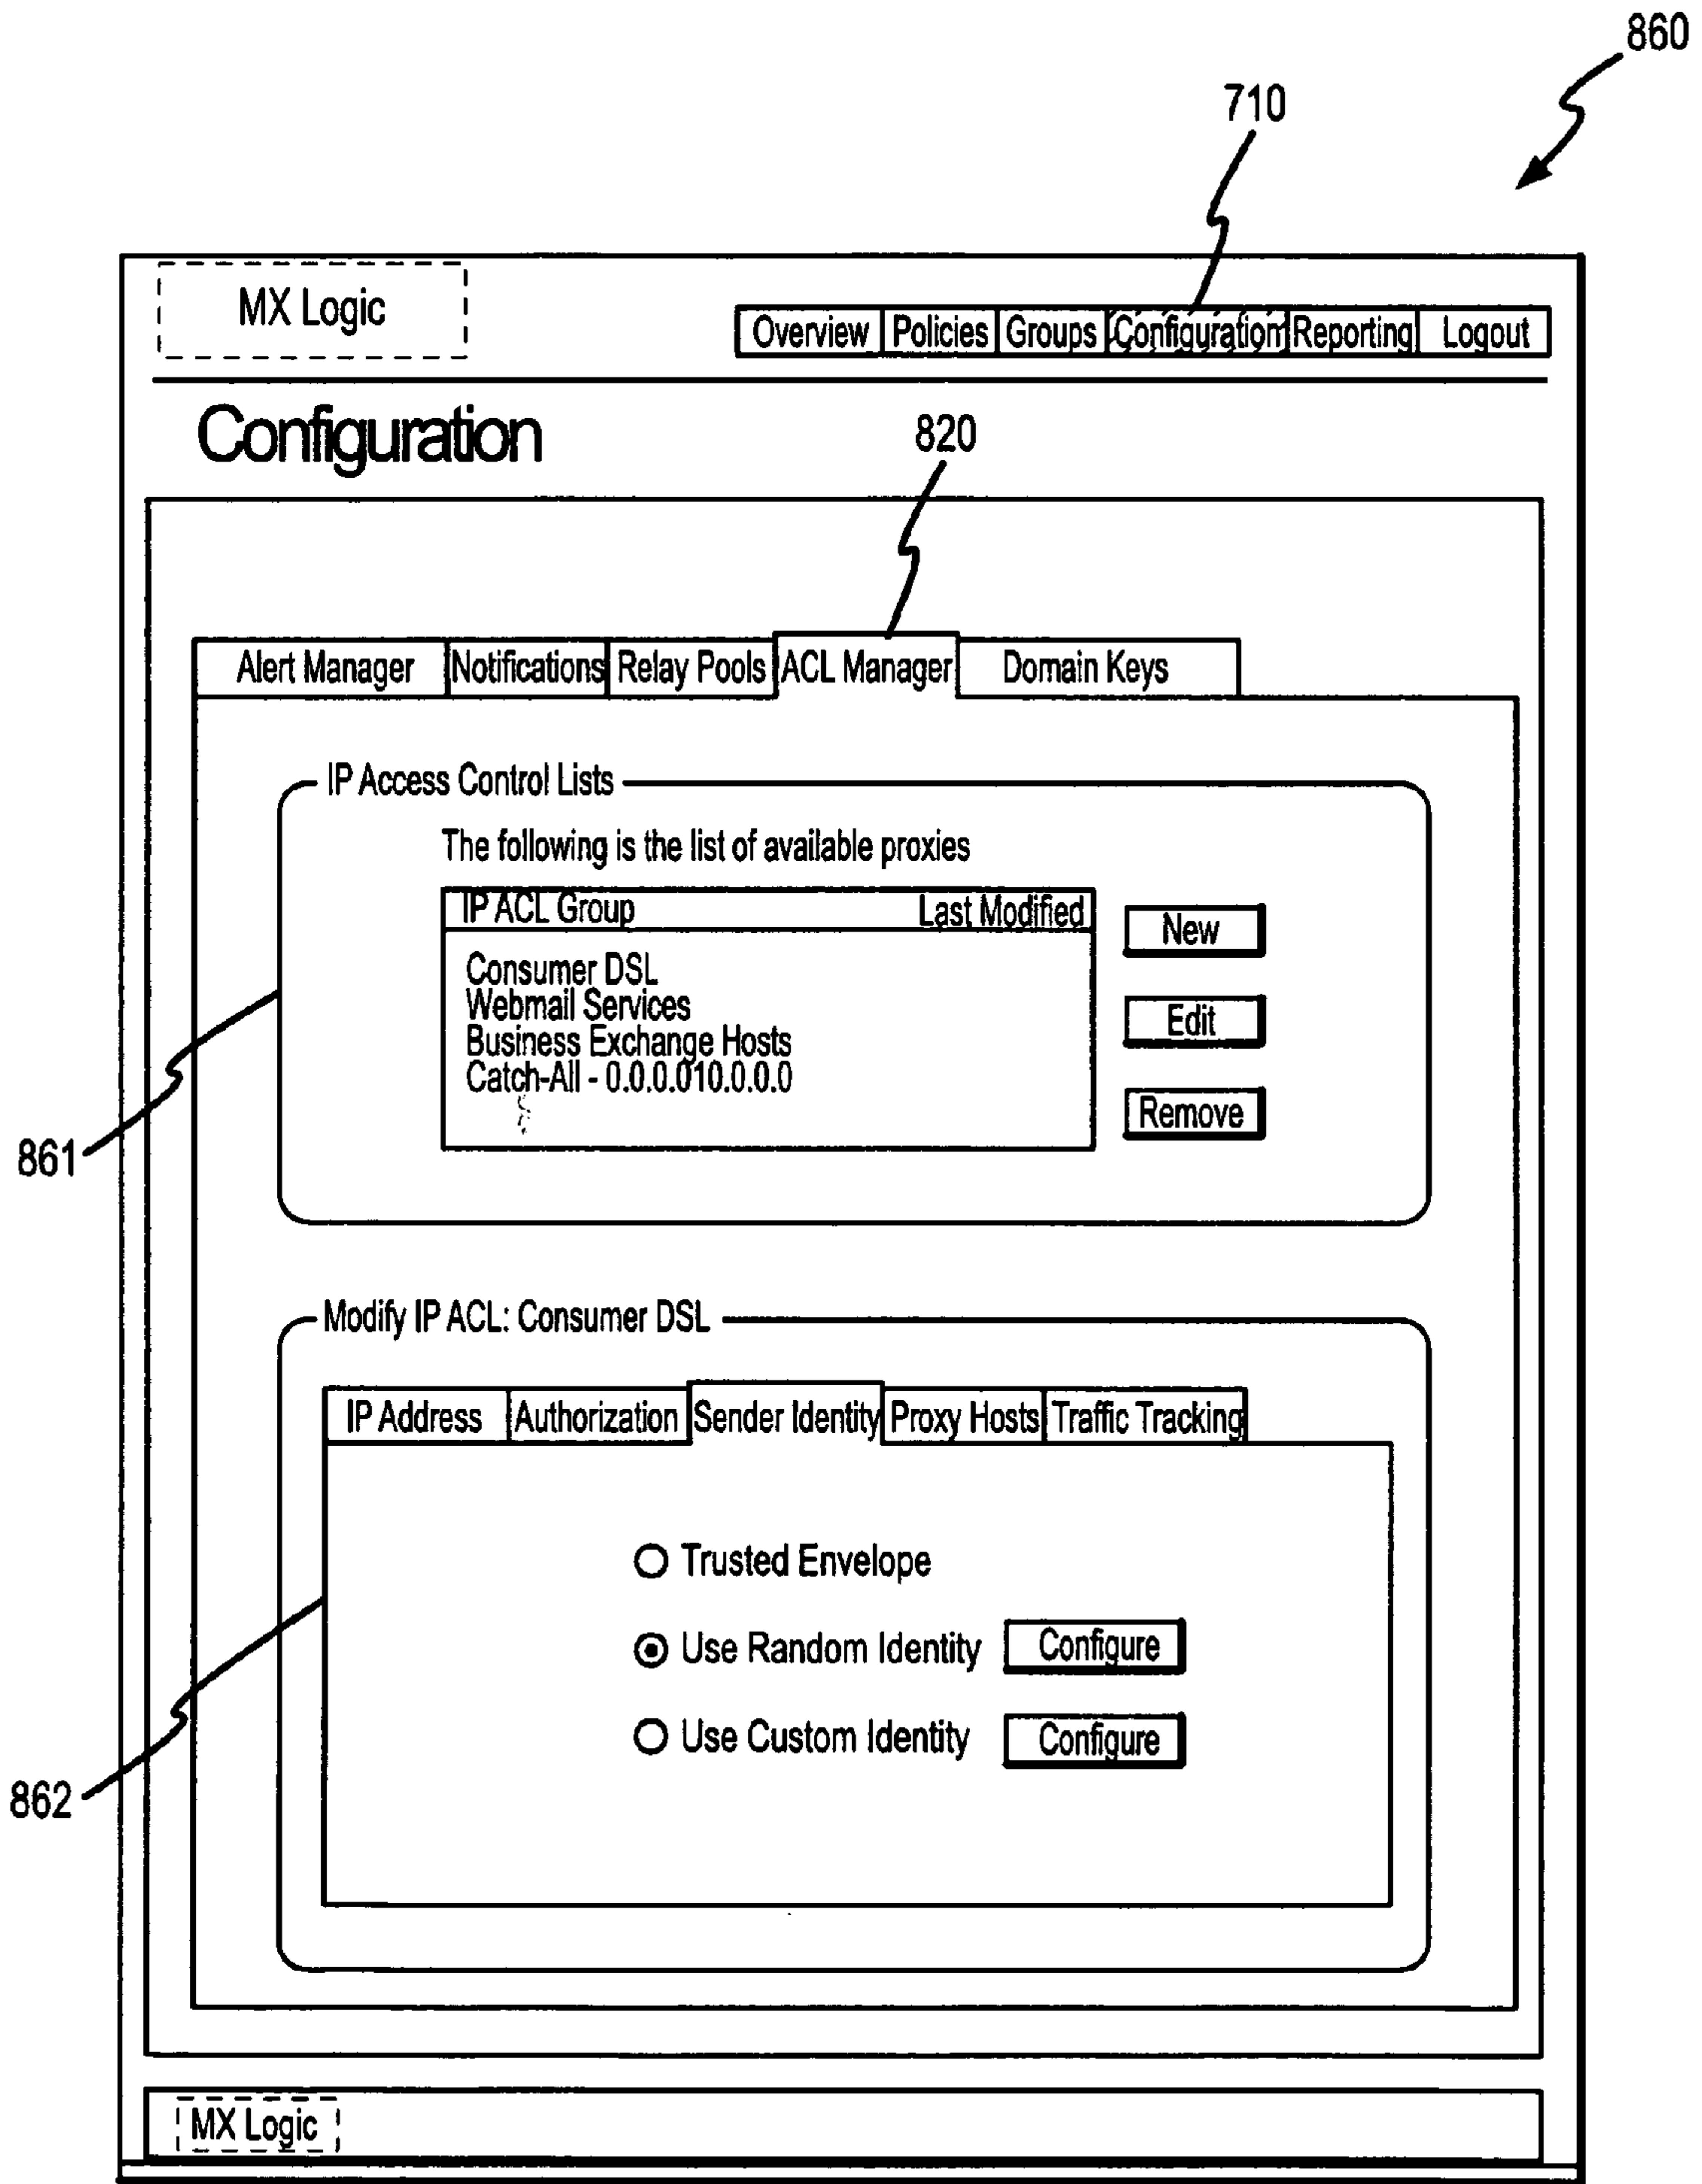 860
710
MX Logic
Overview Policies Groups Configuration Reporting Logout
Configuration
820
Alert Manager Notifications Relay Pools ACL Manager Domain Keys
IP Access Control Lists
The following is the list of available proxies
IP ACL Group Last Modified
New
Consumer DSL
Webmail Services
Edit
Business Exchange Hosts
Catch-All - 0.0.0.010.0.0.0
Remove
861
Modify IP ACL: Consumer DSL
IP Address Authorization Sender Identity Proxy Hosts Traffic Tracking
Trusted Envelope
Use Random Identity Configure
Use Custom Identity Configure
862
MX Logic